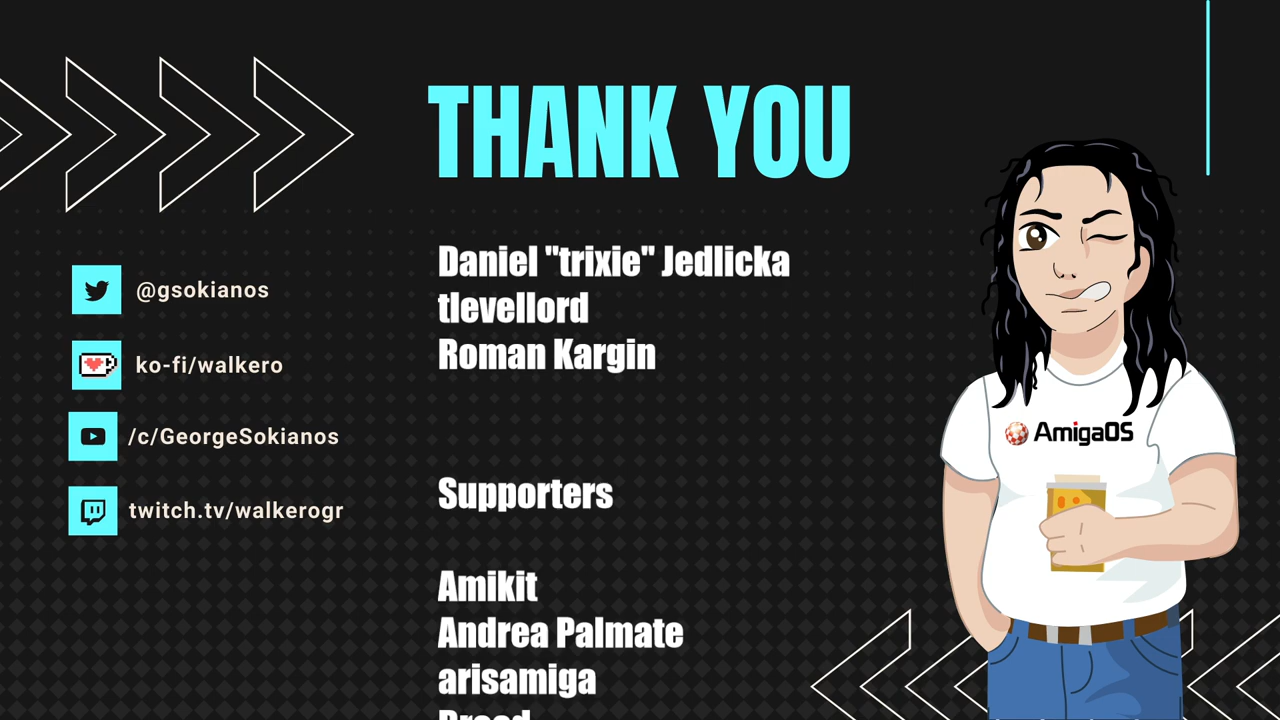 THANK YOU
@gsokianos
ko-fi/walkero
/c/GeorgeSokianos
twitch.tv/walkerogr
Daniel "trixie" Jedlicka
tlevellord
Roman Kargin
Supporters
Amikit
Andrea Palmate
arisamiga
AmigaOS